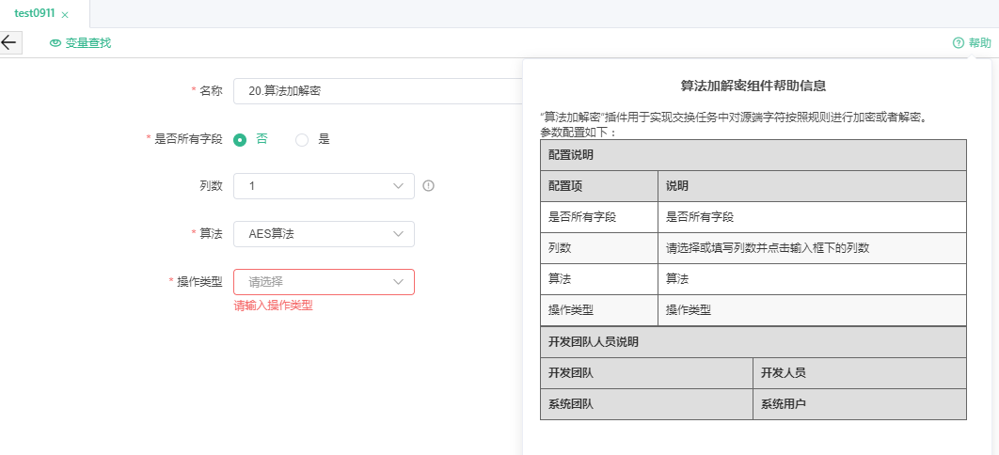 test0911
变量查找
帮助
* 名称 20.算法加解密
* 是否所有字段 否 是
列数 1
* 算法 AES算法
* 操作类型 请选择
请输入操作类型
算法加解密组件帮助信息
“算法加解密”插件用于实现交换任务中对源端字符按照规则进行加密或者解密。
参数配置如下：
配置说明
配置项 说明
是否所有字段 是否所有字段
列数 请选择或填写列数并点击输入框下的列数
算法 算法
操作类型 操作类型
开发团队人员说明
开发团队 开发人员
系统团队 系统用户